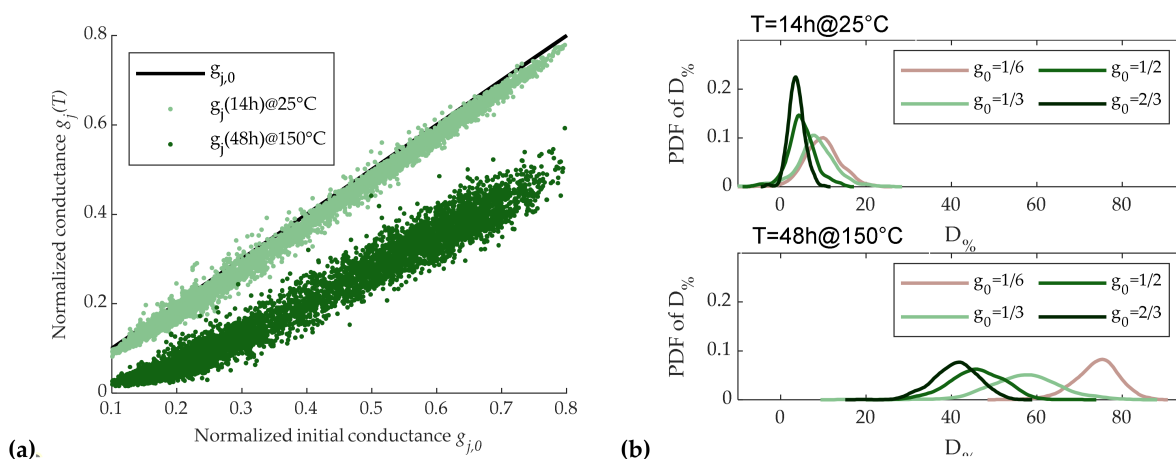 0.8
0.6
0.4
0.2
0
0.1
0.2
0.3
0.4
0.5
0.6
0.7
0.8
Normalized conductance g_j(T)
Normalized initial conductance g_{j,0}
g_{j,0}
g_j(14h)@25°C
g_j(48h)@150°C
(a)
T=14h@25°C
PDF of D_%
0.2
0.1
0
0
20
40
60
80
D_%
g_0=1/6
g_0=1/2
g_0=1/3
g_0=2/3
T=48h@150°C
PDF of D_%
0.2
0.1
0
0
20
40
60
80
D_%
g_0=1/6
g_0=1/2
g_0=1/3
g_0=2/3
(b)